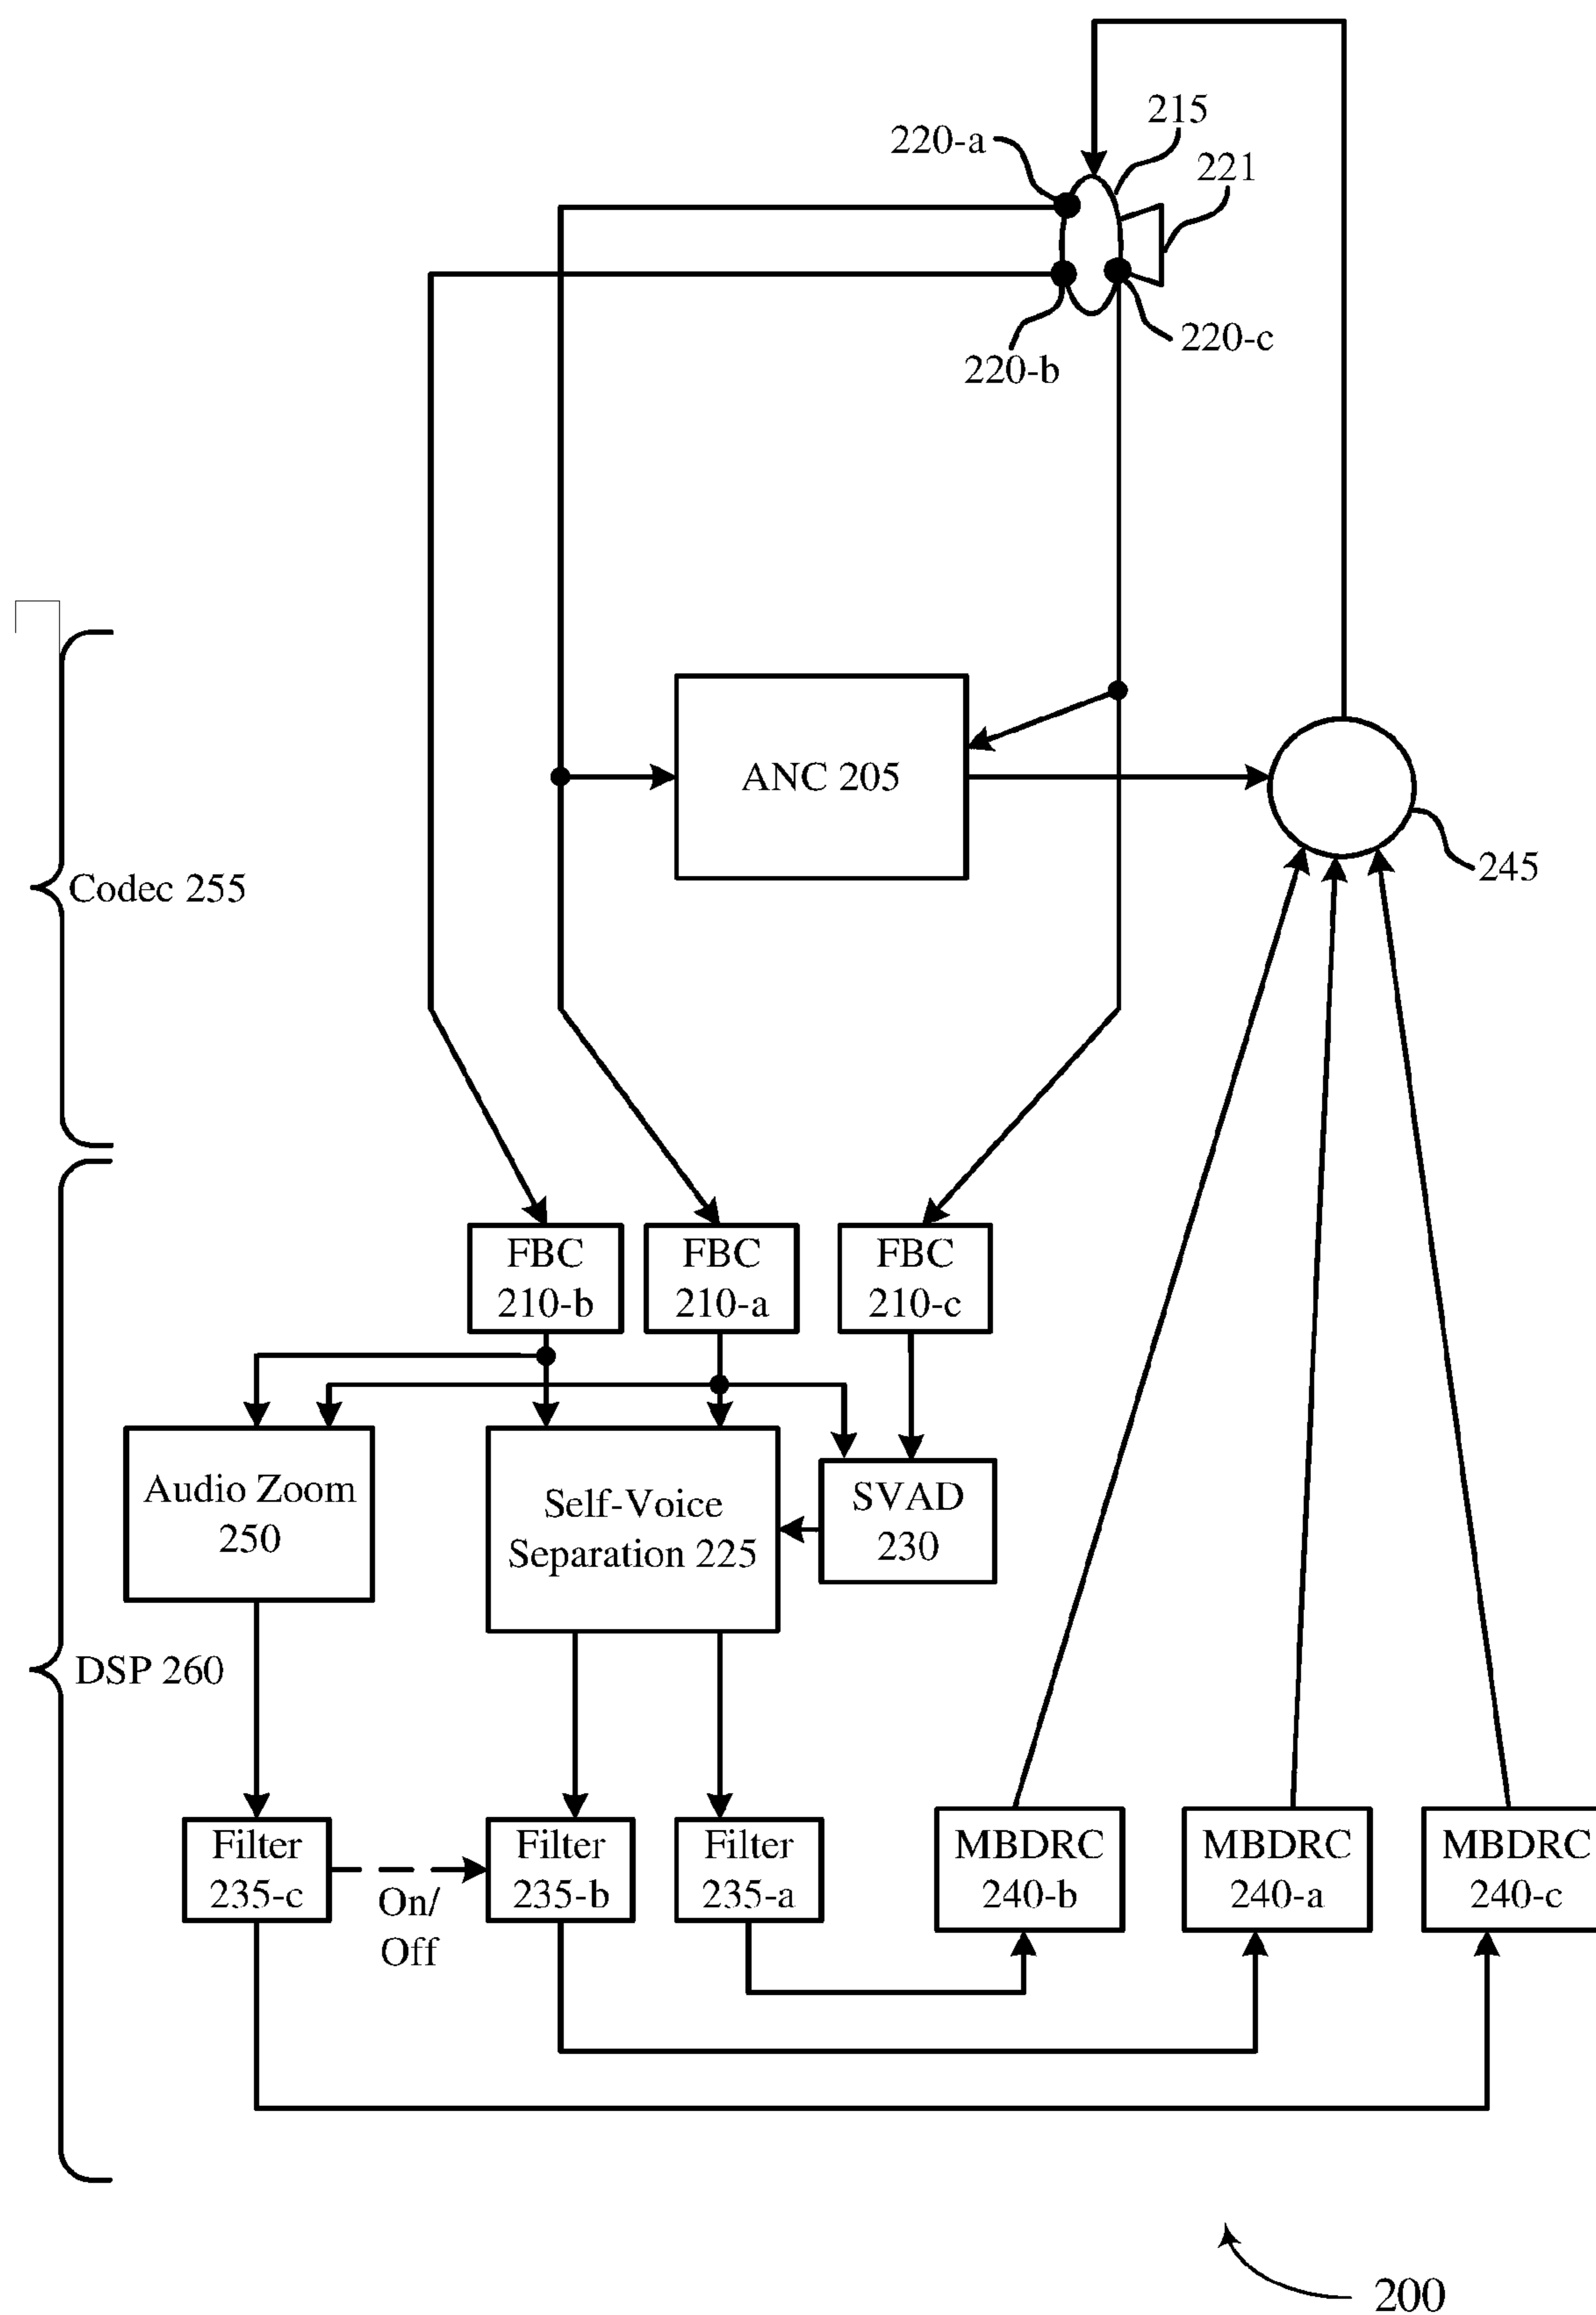 215
220-a
221
220-c
220-b
ANC 205
245
Codec 255
FBC
210-b
FBC
210-a
FBC
210-c
Audio Zoom
250
Self-Voice
Separation 225
SVAD
230
DSP 260
Filter
235-c
On/
Off
Filter
235-b
Filter
235-a
MBDRC
240-b
MBDRC
240-a
MBDRC
240-c
200